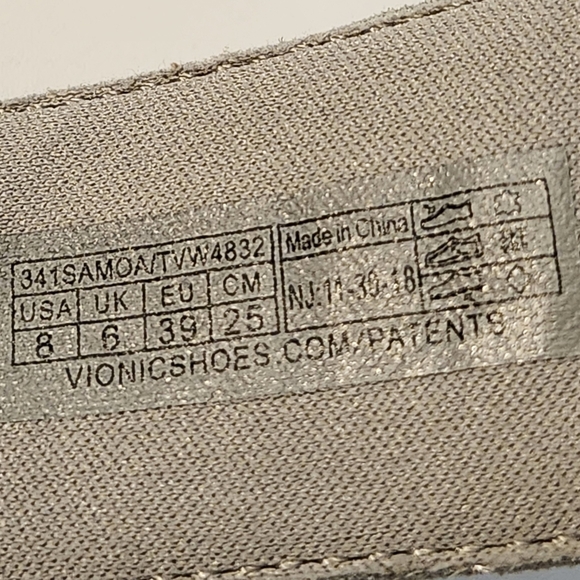 341SAMOA/TVW4832
USA UK EU CM
8 6 39 25
Made in China
NJ:11-30-18
VIONICSHOES.COM/PATENTS